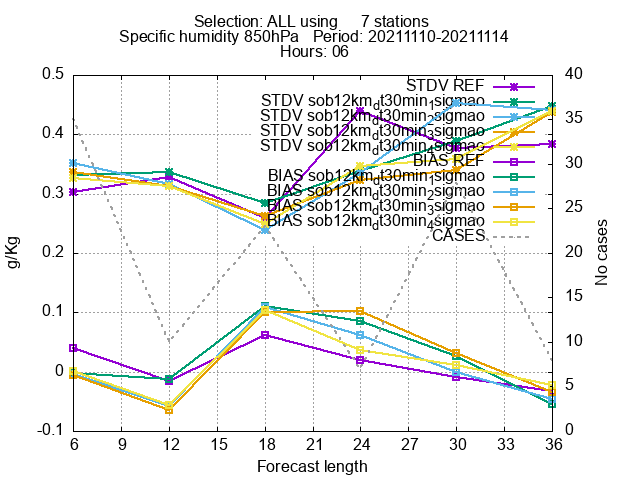 Selection: ALL using 7 stations
Specific humidity 850hPa Period: 20211110-20211114
Hours: 06
STDV REF
STDV sob12km_dt30min_1sigmao
STDV sob12km_dt30min_2sigmao
STDV sob12km_dt30min_3sigmao
STDV sob12km_dt30min_4sigmao
BIAS REF
BIAS sob12km_dt30min_1sigmao
BIAS sob12km_dt30min_2sigmao
BIAS sob12km_dt30min_3sigmao
BIAS sob12km_dt30min_4sigmao
CASES
g/Kg
0.5
0.4
0.3
0.2
0.1
0
-0.1
40
35
30
25
20
15
10
5
0
No cases
6 9 12 15 18 21 24 27 30 33 36
Forecast length